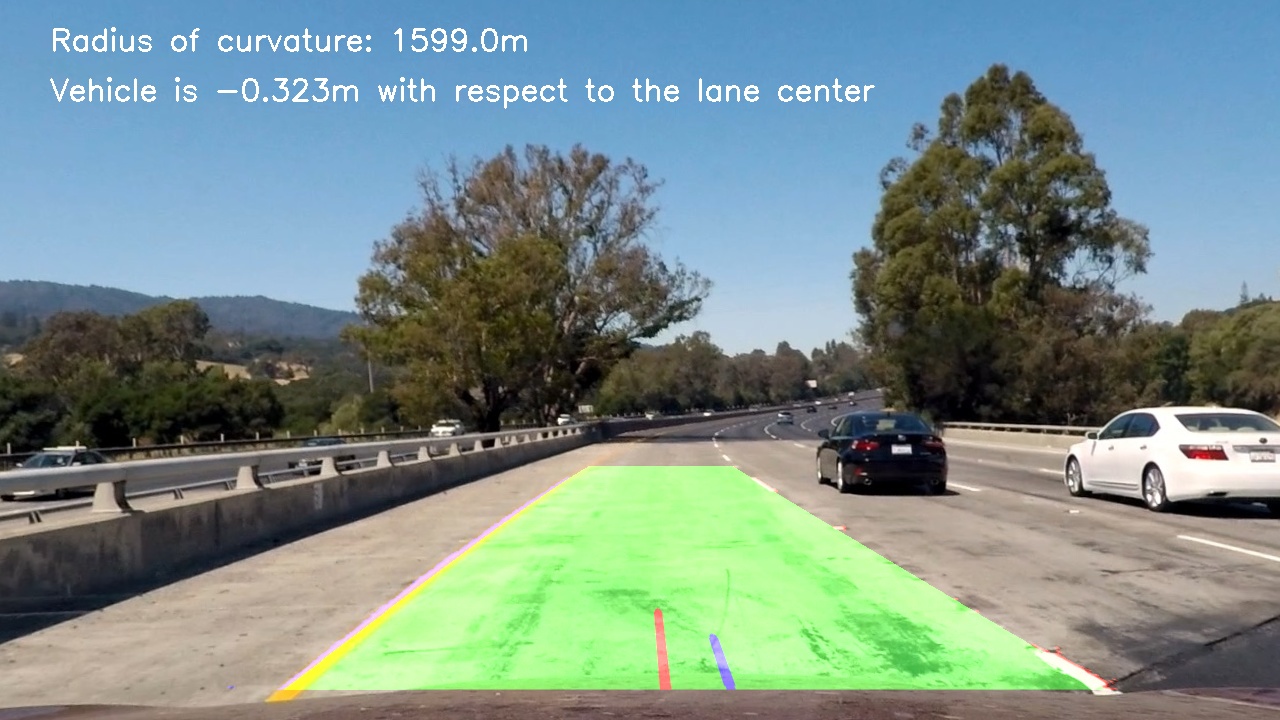 Radius of curvature: 1599.0m
Vehicle is −0.323m with respect to the lane center